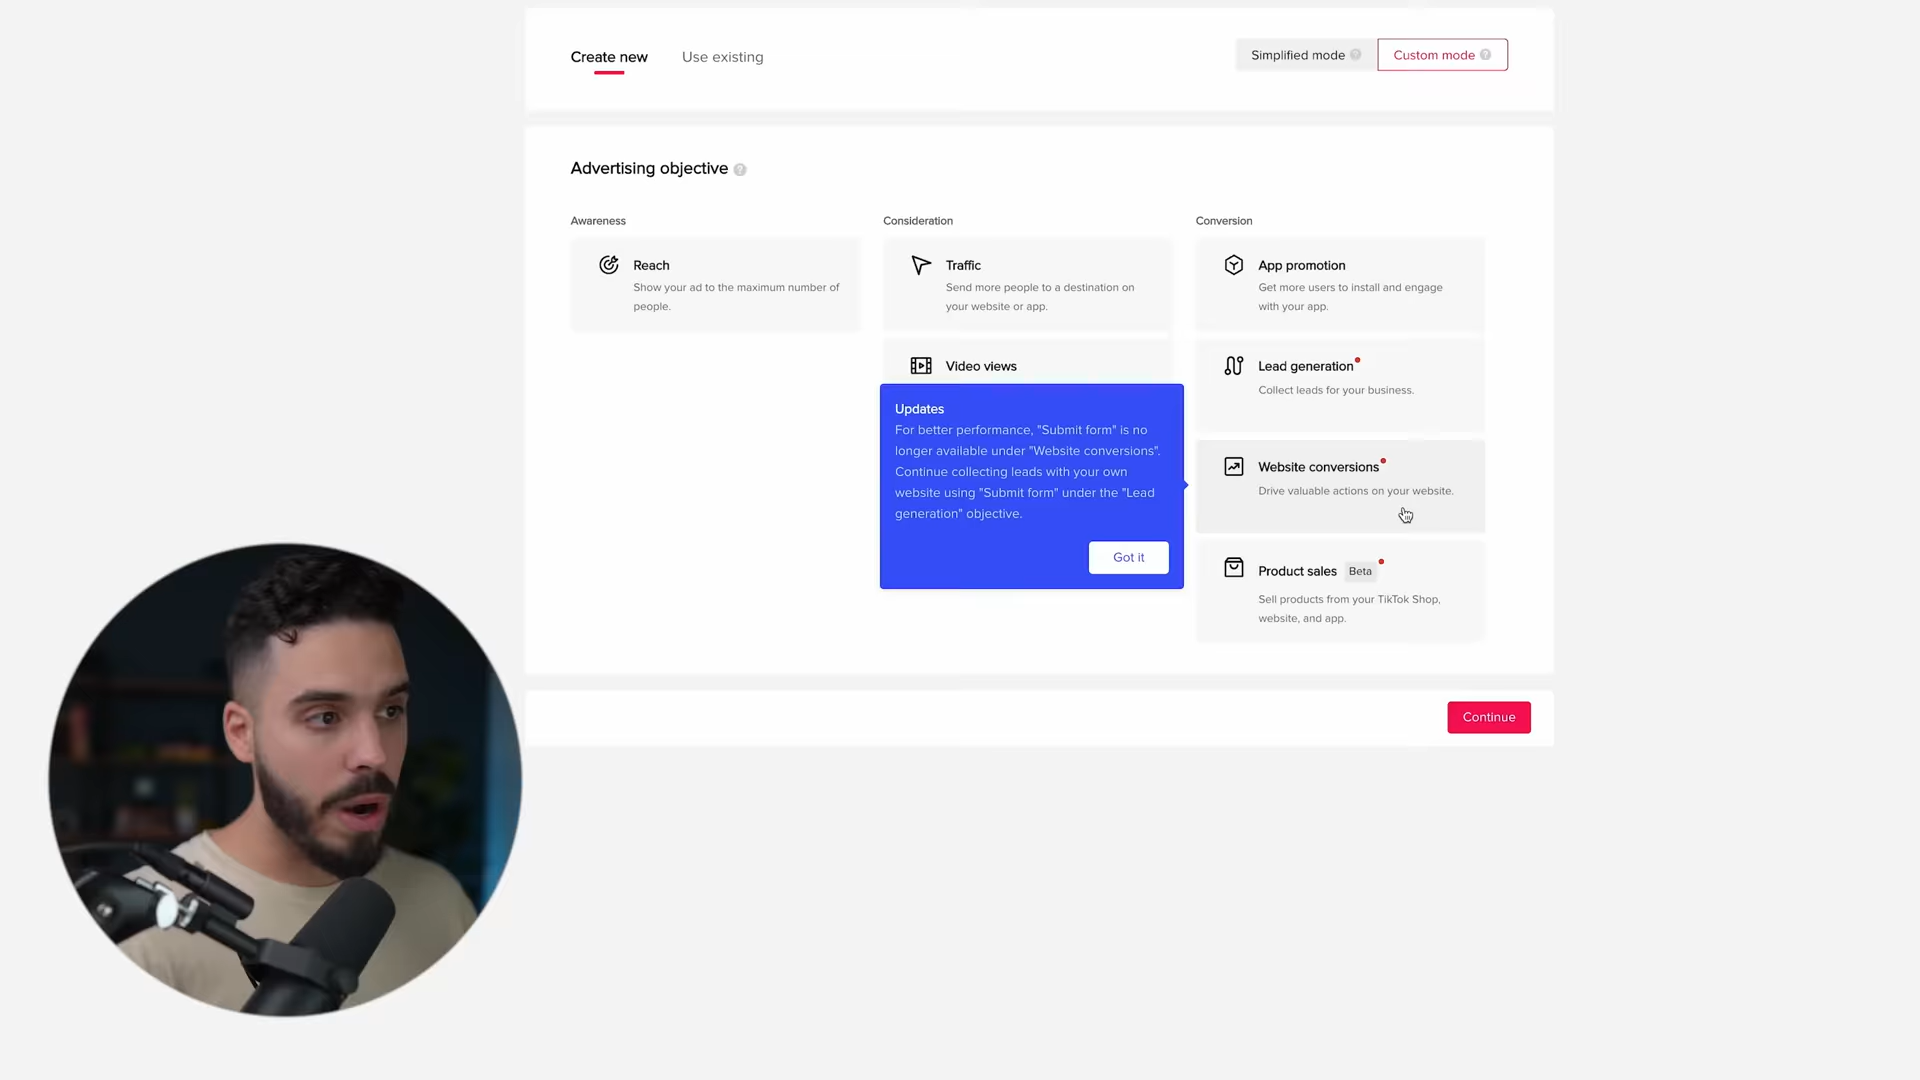 Create new
Use existing
Simplified mode
Custom mode
Advertising objective
Awareness
Reach
Show your ad to the maximum number of
people.
Consideration
Traffic
Send more people to a destination on
your website or app.
Video views
Updates
For better performance, "Submit form" is no
longer available under "Website conversions".
Continue collecting leads with your own
website using "Submit form" under the "Lead
generation" objective.
Got it
Conversion
App promotion
Get more users to install and engage
with your app.
Lead generation
Collect leads for your business.
Website conversions
Drive valuable actions on your website.
Product sales Beta
Sell products from your TikTok Shop,
website, and app.
Continue